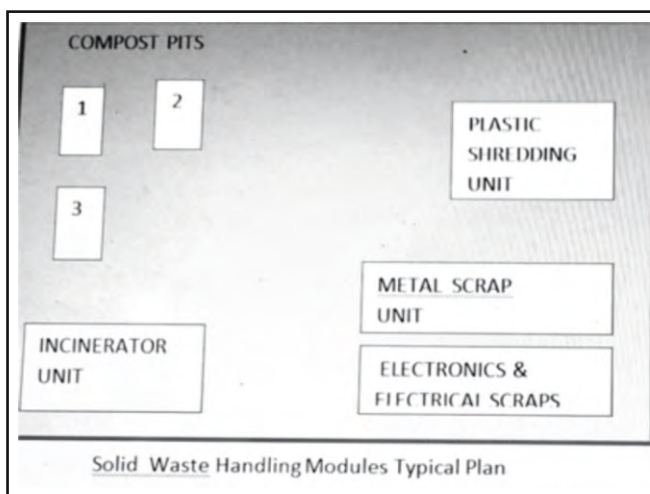 COMPOST PITS
1
2
3
PLASTIC
SHREDDING
UNIT
METAL SCRAP
UNIT
INCINERATOR
UNIT
ELECTRONICS &
ELECTRICAL SCRAPS
Solid Waste Handling Modules Typical Plan